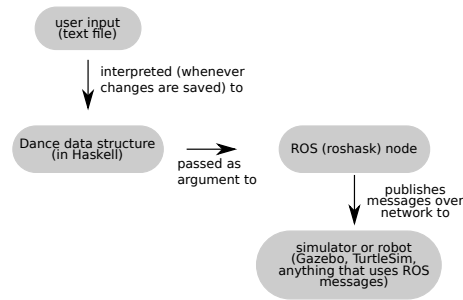 user input
(text file)
interpreted (whenever
changes are saved) to
Dance data structure
(in Haskell)
passed as
argument to
ROS (roshask) node
publishes
messages over
network to
simulator or robot
(Gazebo, TurtleSim,
anything that uses ROS
messages)